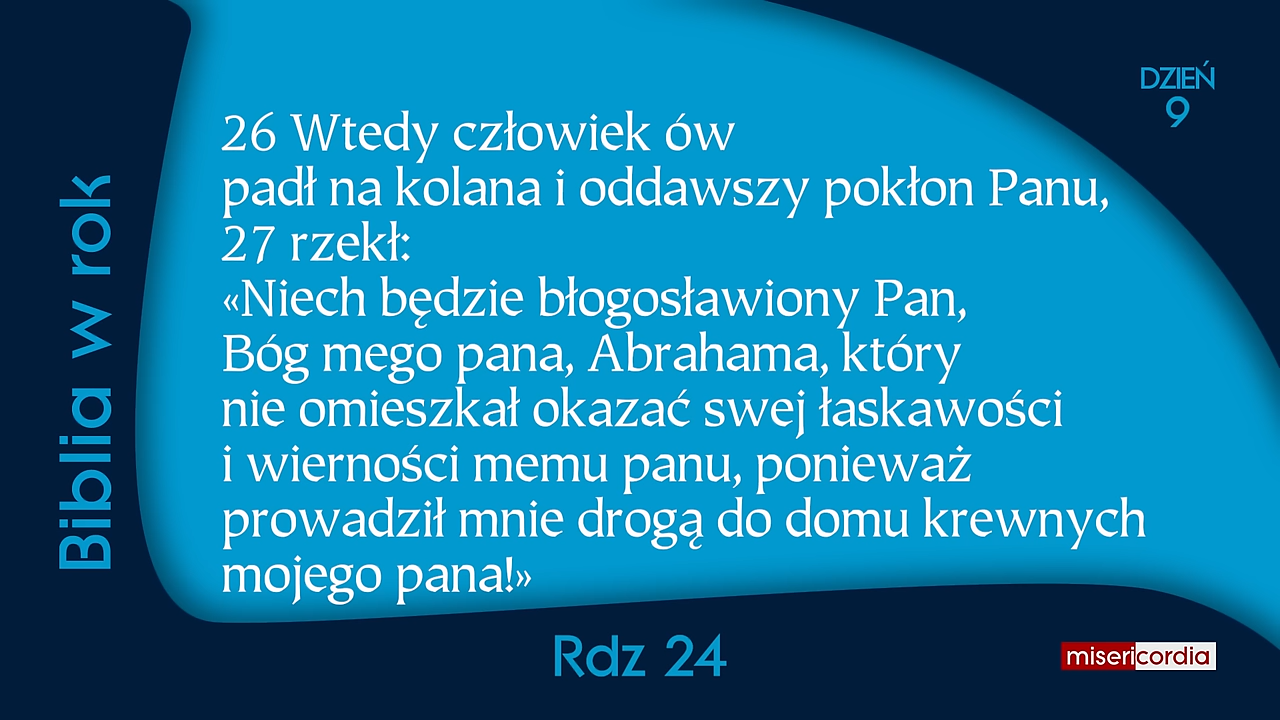 DZIEŃ
9
Biblia w rok
26 Wtedy człowiek ów
padł na kolana i oddawszy pokłon Panu,
27 rzekł:
«Niech będzie błogosławiony Pan,
Bóg mego pana, Abrahama, który
nie omieszkał okazać swej łaskawości
i wierności memu panu, ponieważ
prowadził mnie drogą do domu krewnych
mojego pana!»
Rdz 24
misericordia